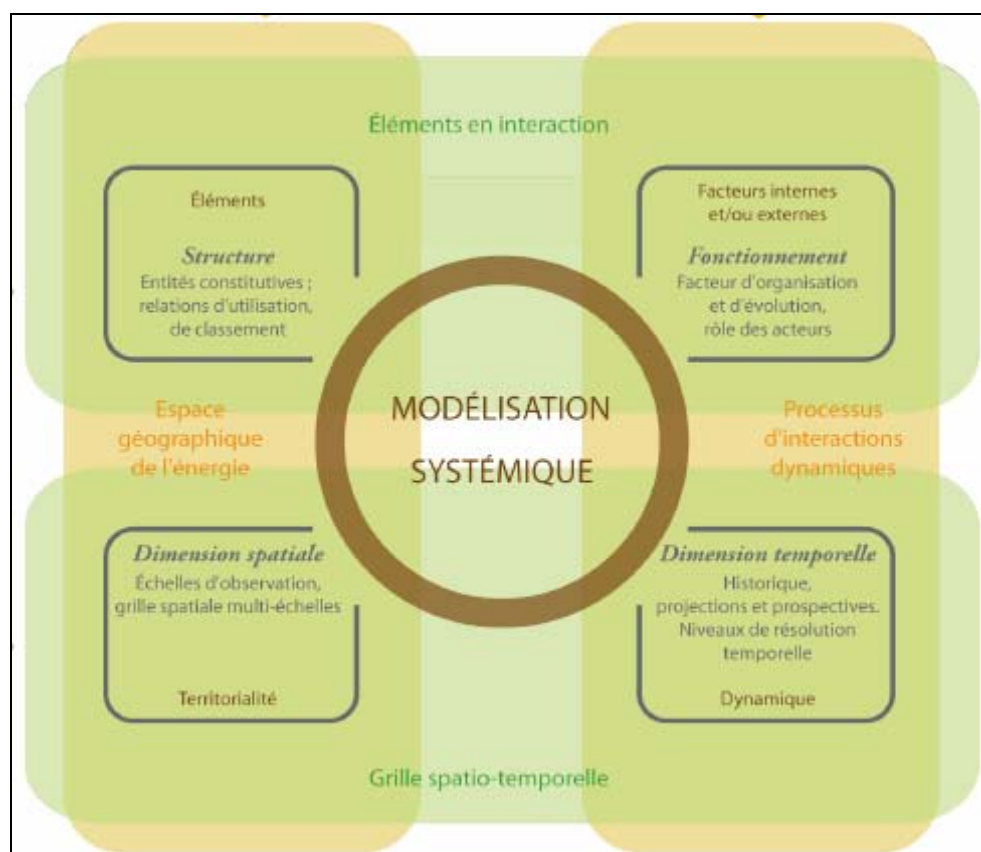 Éléments en interaction
Éléments
Structure
Entités constitutives ;
relations d'utilisation,
de classement
Facteurs internes
et/ou externes
Fonctionnement
Facteur d'organisation
et d'évolution,
rôle des acteurs
Espace
géographique
de l'énergie
MODÉLISATION
SYSTÉMIQUE
Processus
d'interactions
dynamiques
Dimension spatiale
Échelles d'observation,
grille spatiale multi-échelles
Territorialité
Dimension temporelle
Historique,
projections et prospectives.
Niveaux de résolution
temporelle
Dynamique
Grille spatio-temporelle